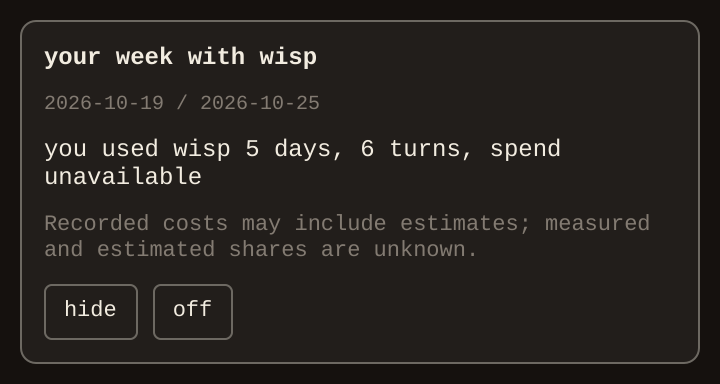 your week with wisp
2026-10-19 / 2026-10-25
you used wisp 5 days, 6 turns, spend
unavailable
Recorded costs may include estimates; measured
and estimated shares are unknown.
hide off